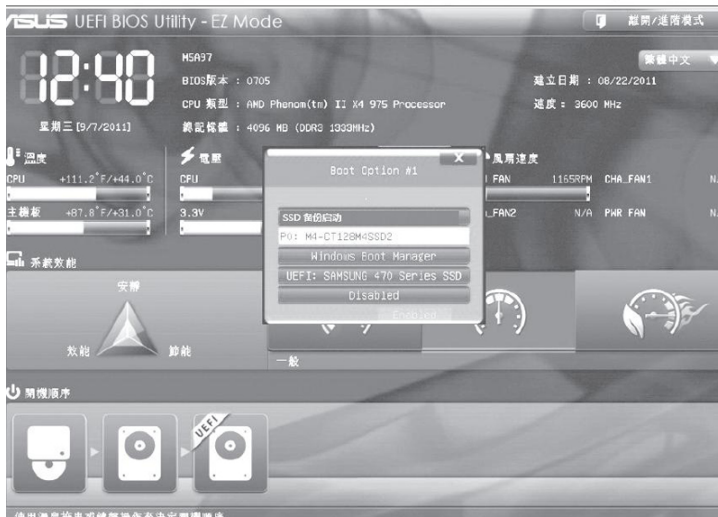 ASUS UEFI BIOS Utility - EZ Mode
離開/進階模式
12:40
星期三 [9/7/2011]
M5A97
BIOS版本 : 0705
CPU 類型 : AMD Phenom(tm) II X4 975 Processor
總記憶體 : 4096 MB (DDR3 1333MHz)
繁體中文
建立日期 : 08/22/2011
速度 : 3600 MHz
溫度
CPU +111.2°F/+44.0°C
主機板 +87.8°F/+31.0°C
電壓
CPU
3.3V
風扇速度
FAN 1165RPM CHA_FAN1 N
_FAN2 N/A PWR FAN N
Boot Option #1
X
SSD 备份启动
P0: M4-CT128M4SSD2
Windows Boot Manager
UEFI: SAMSUNG 470 Series SSD
Disabled
Enabled
系統效能
安靜
效能
節能
一般
開機順序
UEFI